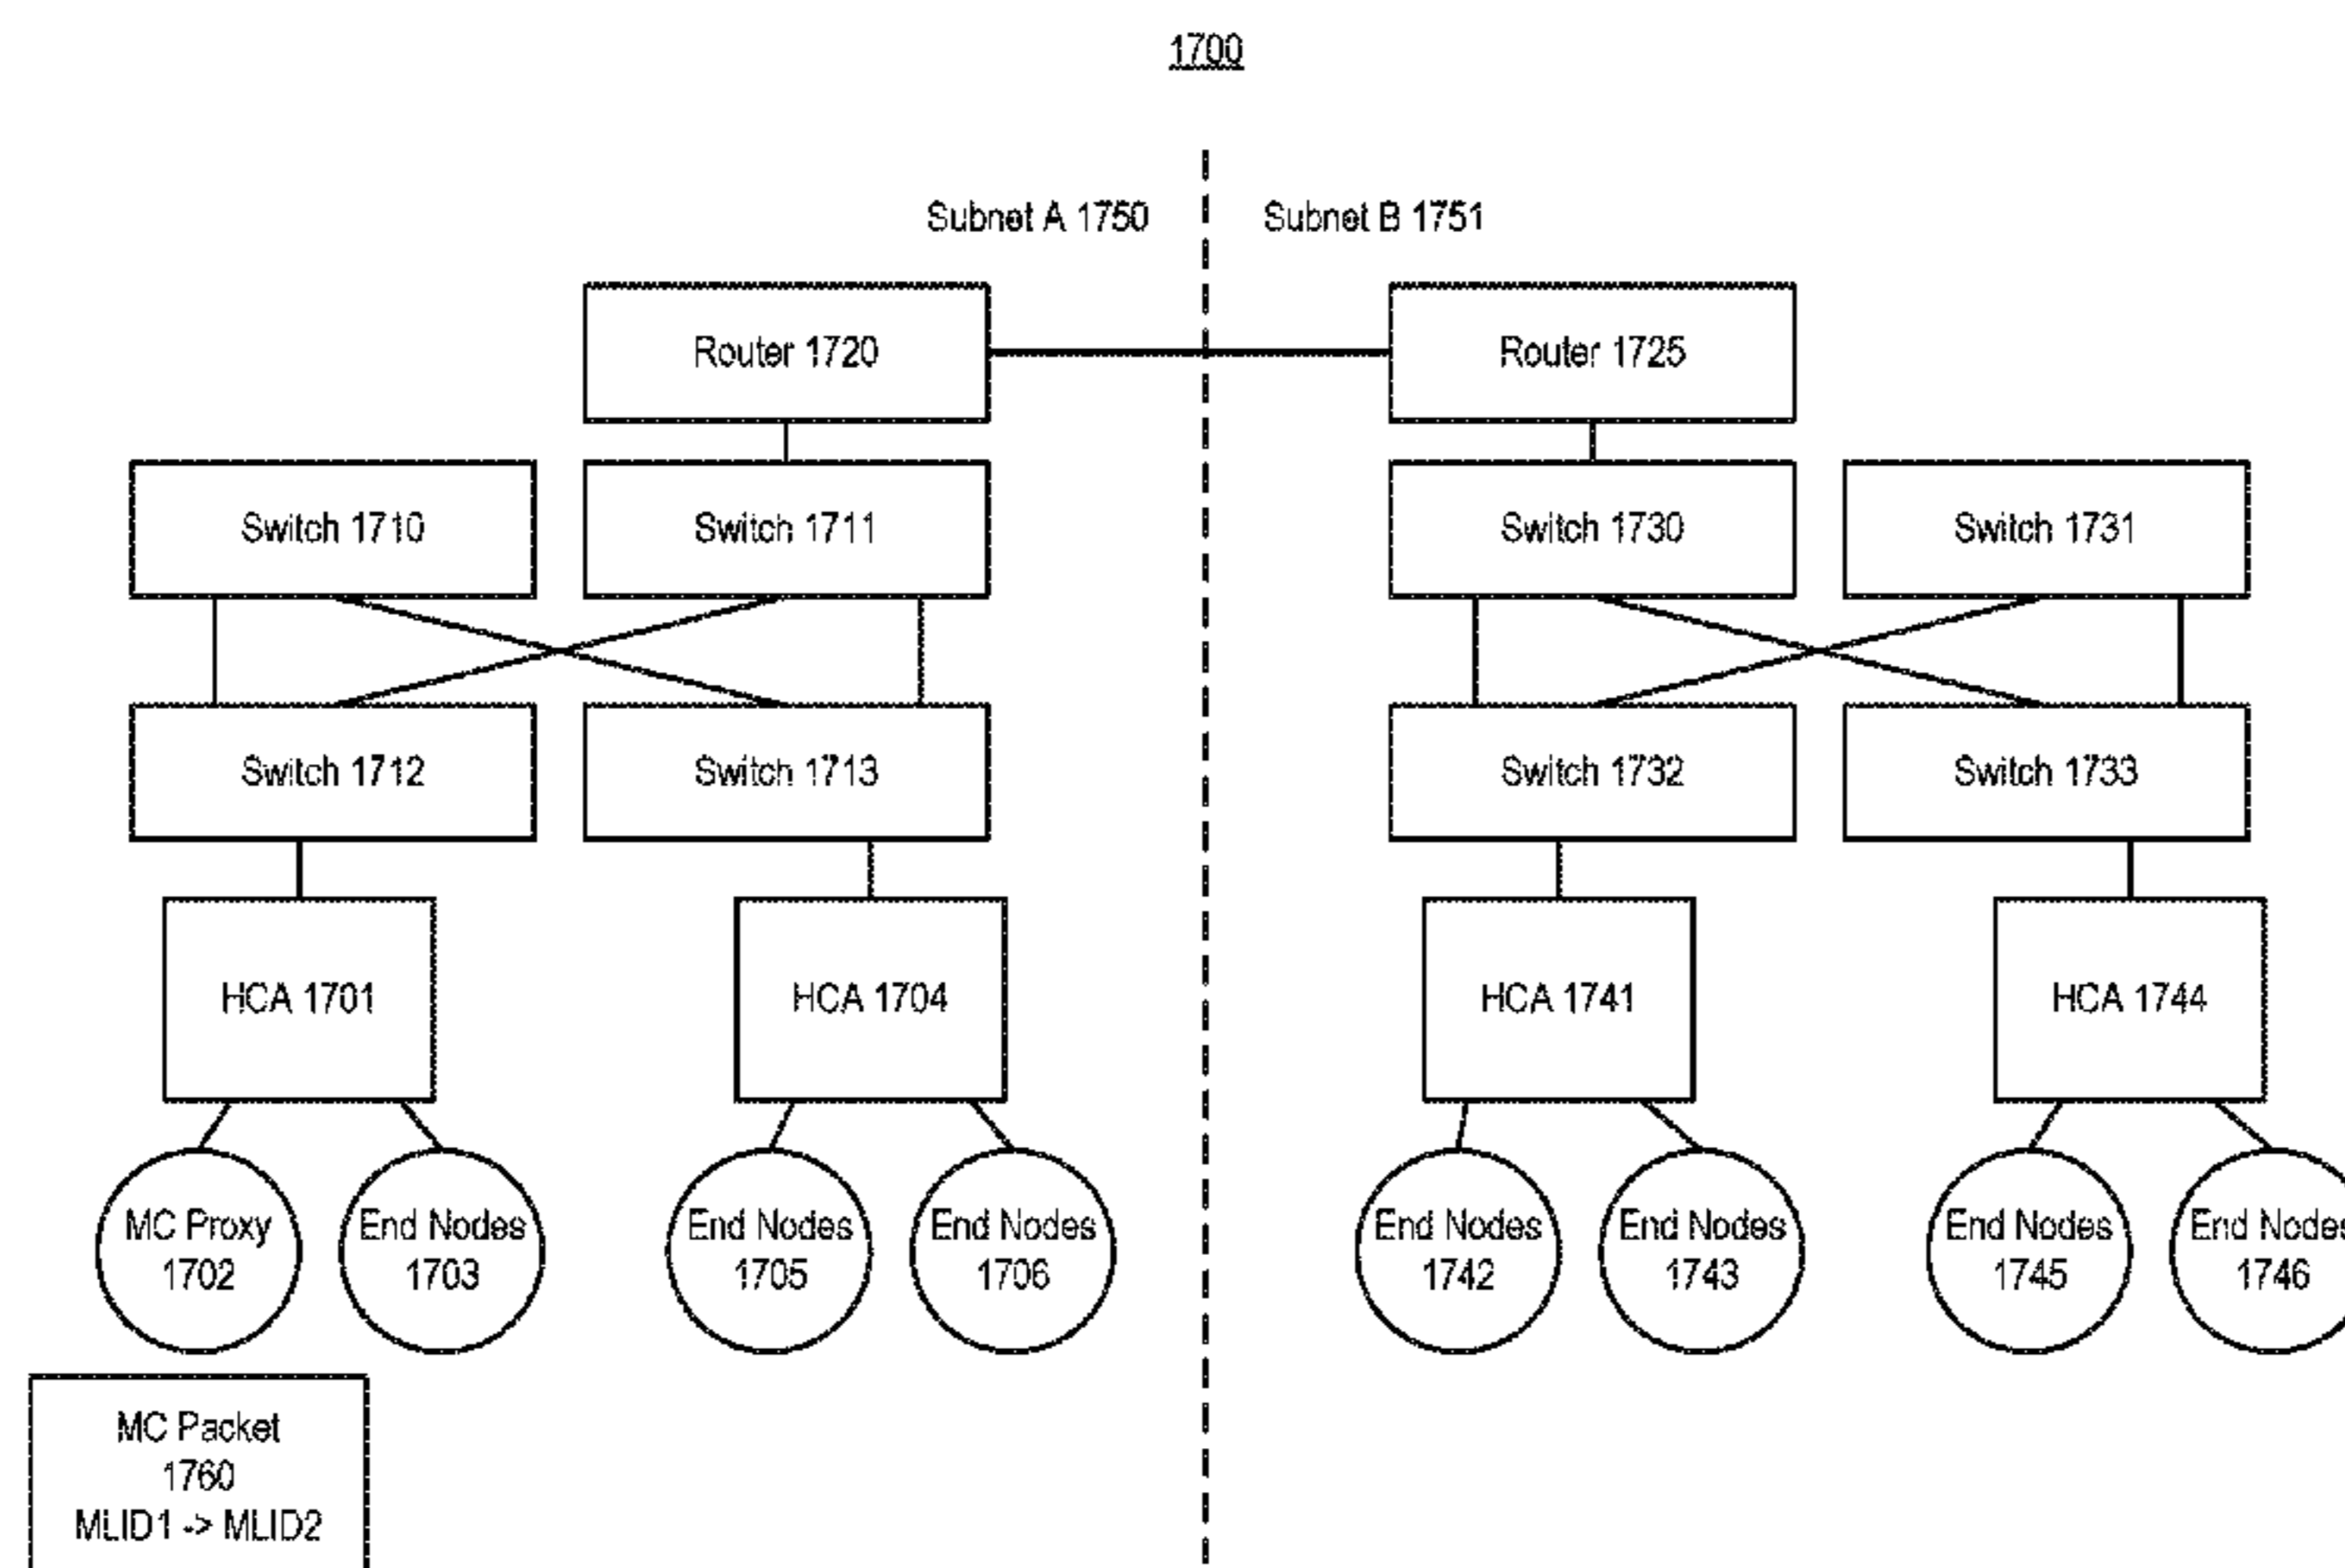 1700
Subnet A 1750
Subnet B 1751
Router 1720
Router 1725
Switch 1710
Switch 1711
Switch 1730
Switch 1731
Switch 1712
Switch 1713
Switch 1732
Switch 1733
HCA 1701
HCA 1704
HCA 1741
HCA 1744
MC Proxy
1702
End Nodes
1703
End Nodes
1705
End Nodes
1706
End Nodes
1742
End Nodes
1743
End Nodes
1745
End Nodes
1746
MC Packet
1760
MLID1 -> MLID2